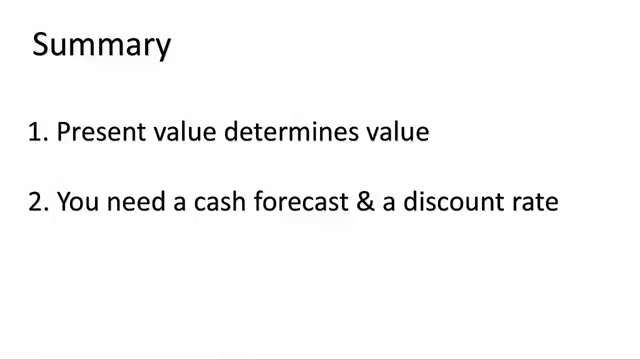 Summary
1. Present value determines value
2. You need a cash forecast & a discount rate